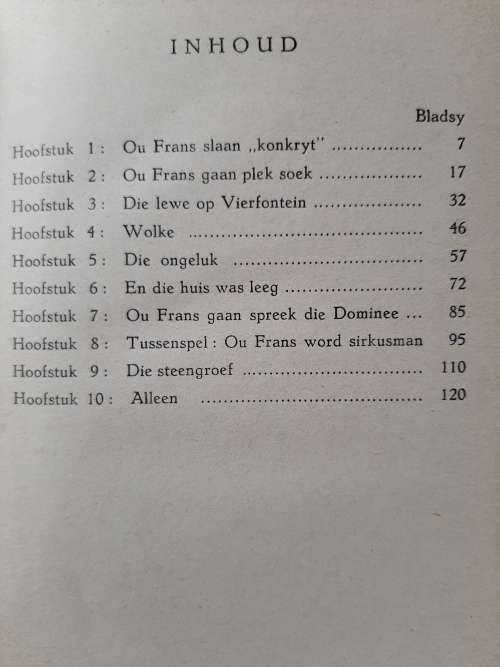 INHOUD
Bladsy
Hoofstuk 1: Ou Frans slaan „konkryt" ................ 7
Hoofstuk 2: Ou Frans gaan plek soek .................. 17
Hoofstuk 3: Die lewe op Vierfontein ................... 32
Hoofstuk 4: Wolke .......................................... 46
Hoofstuk 5: Die ongeluk .................................. 57
Hoofstuk 6: En die huis was leeg ........................ 72
Hoofstuk 7: Ou Frans gaan spreek die Dominee ... 85
Hoofstuk 8: Tussenspel: Ou Frans word sirkusman 95
Hoofstuk 9: Die steengroef ................................ 110
Hoofstuk 10: Alleen ........................................ 120